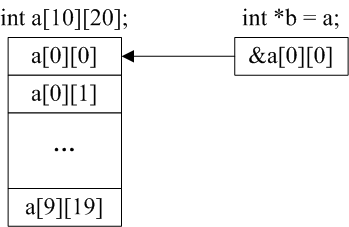 int a[10][20];
int *b = a;
a[0][0]
&a[0][0]
a[0][1]
...
a[9][19]